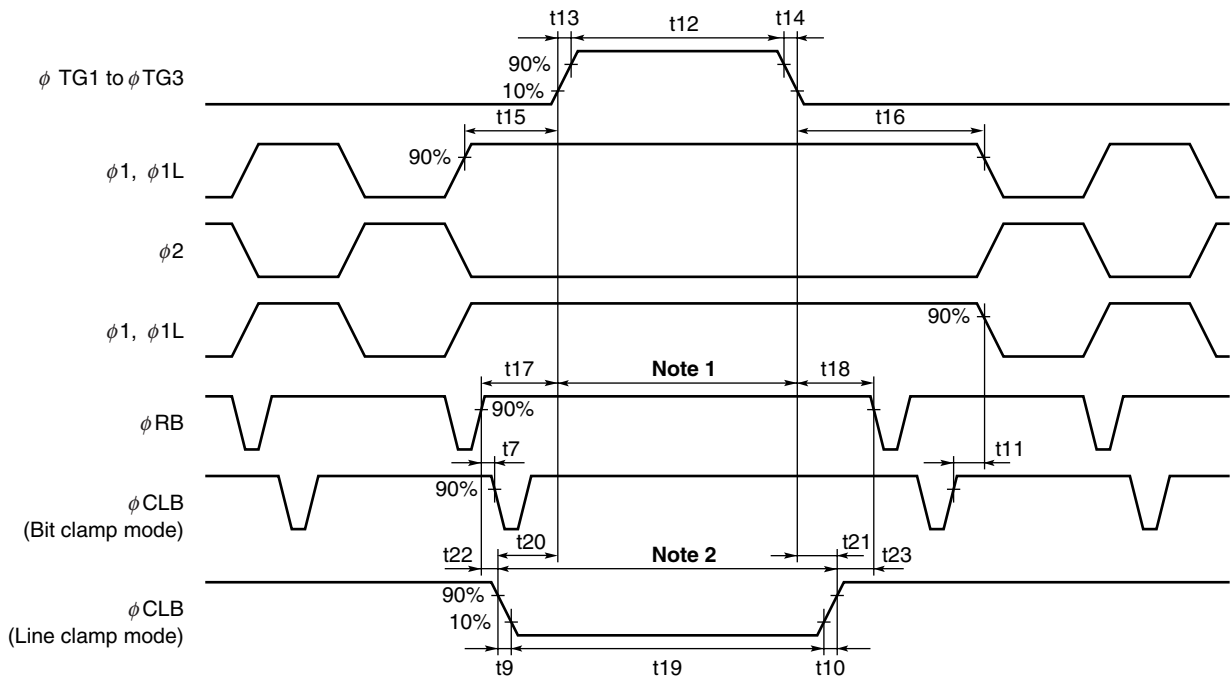 t13 t12 t14
φTG1 to φTG3
90%
10%
t15 t16
φ1, φ1L
90%
φ2
φ1, φ1L
90%
t17 Note 1 t18
φRB
90%
t7 t11
φCLB
(Bit clamp mode)
90%
t20 t21
t22 Note 2 t23
φCLB
(Line clamp mode)
90%
10%
t9 t19 t10